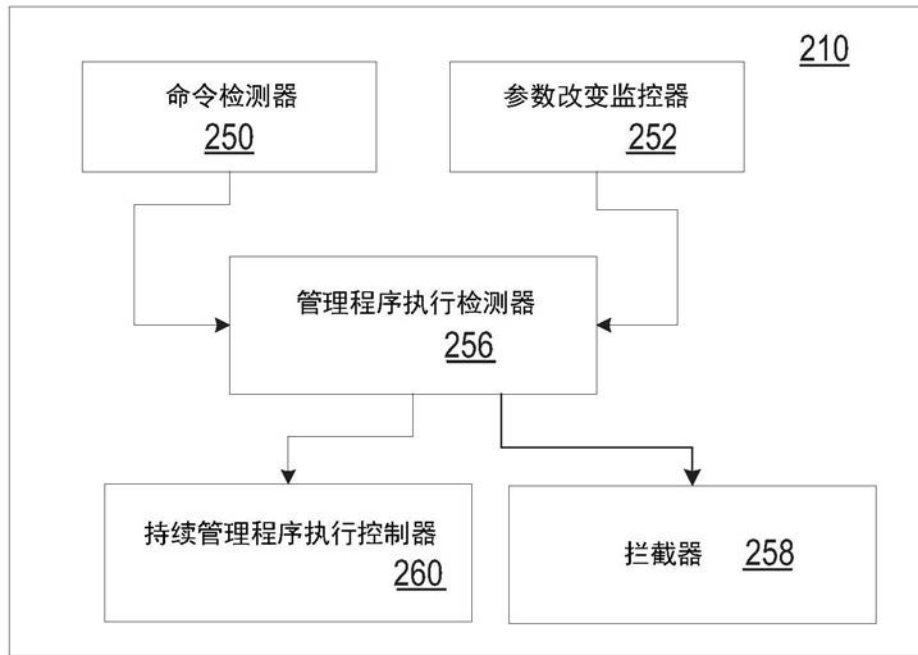 210
命令检测器
250
参数改变监控器
252
管理程序执行检测器
256
持续管理程序执行控制器
260
拦截器 258